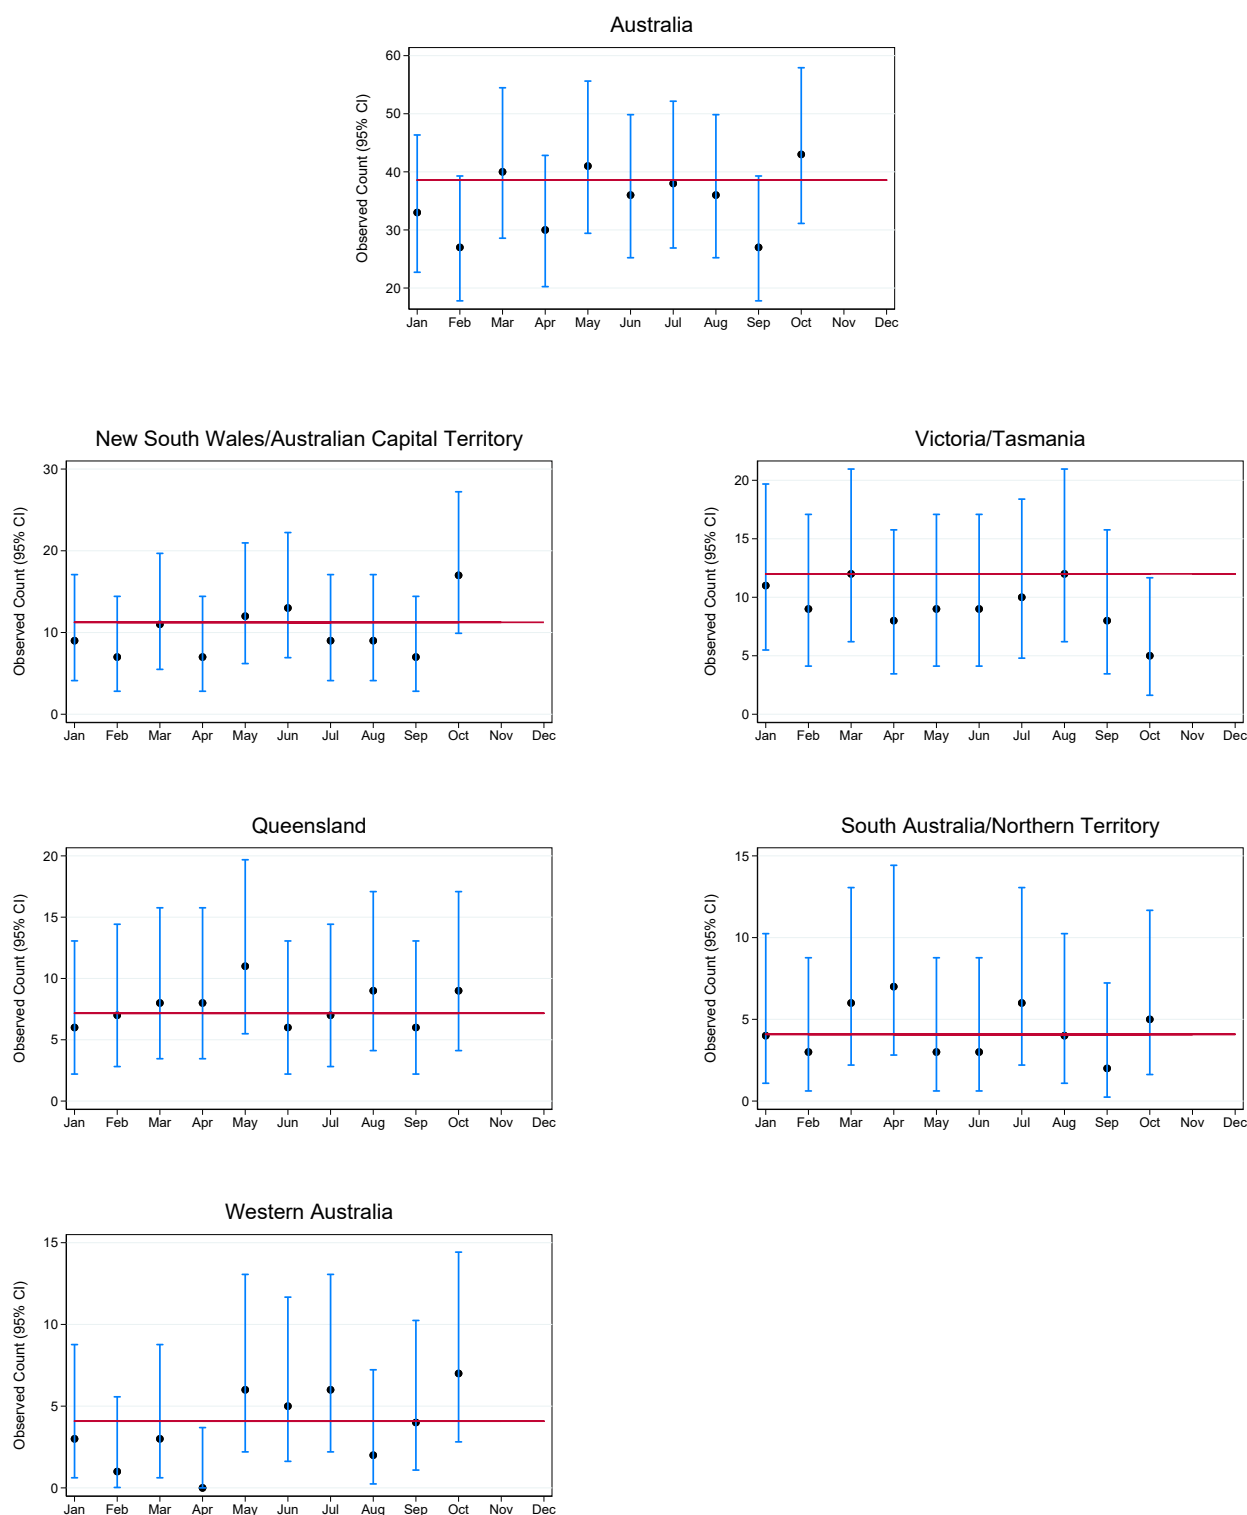 Australia
Observed Count (95% CI)
60
50
40
30
20
Jan Feb Mar Apr May Jun Jul Aug Sep Oct Nov Dec
New South Wales/Australian Capital Territory
Observed Count (95% CI)
30
20
10
0
Jan Feb Mar Apr May Jun Jul Aug Sep Oct Nov Dec
Victoria/Tasmania
Observed Count (95% CI)
20
15
10
5
0
Jan Feb Mar Apr May Jun Jul Aug Sep Oct Nov Dec
Queensland
Observed Count (95% CI)
20
15
10
5
0
Jan Feb Mar Apr May Jun Jul Aug Sep Oct Nov Dec
South Australia/Northern Territory
Observed Count (95% CI)
15
10
5
0
Jan Feb Mar Apr May Jun Jul Aug Sep Oct Nov Dec
Western Australia
Observed Count (95% CI)
15
10
5
0
Jan Feb Mar Apr May Jun Jul Aug Sep Oct Nov Dec